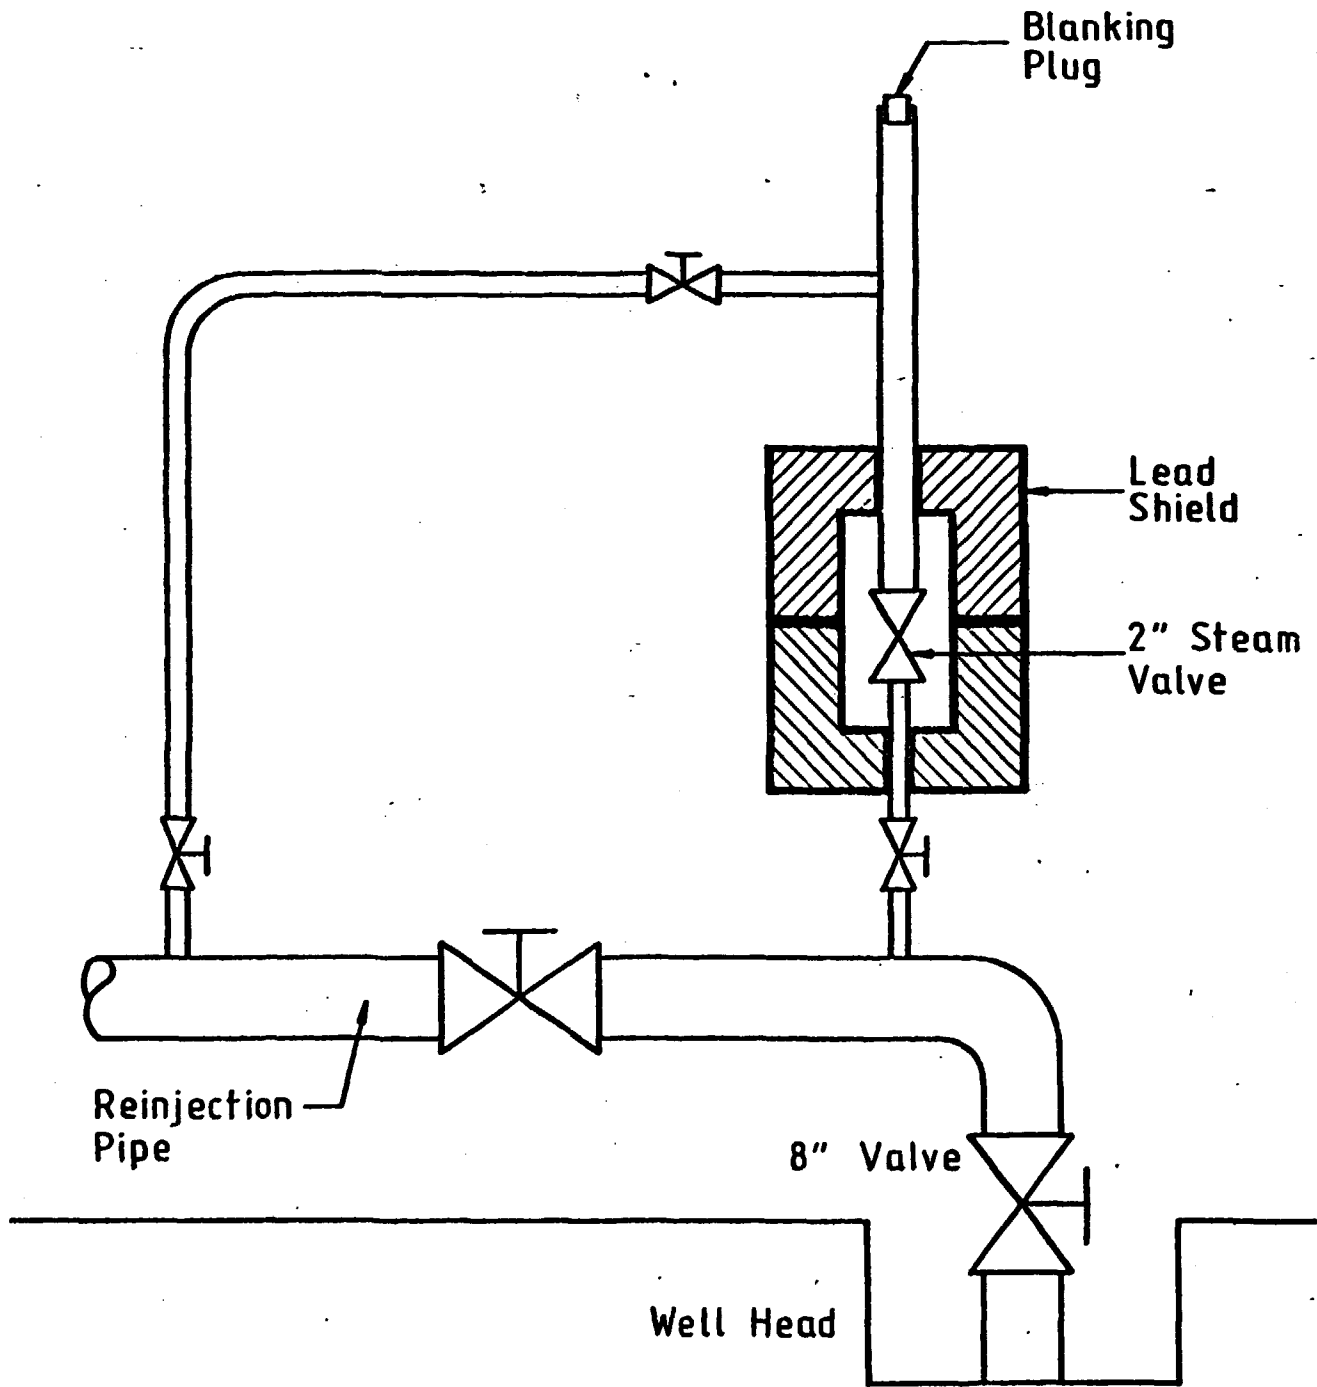 Blanking
Plug
Lead
Shield
2" Steam
Valve
Reinjection
Pipe
8" Valve
Well Head